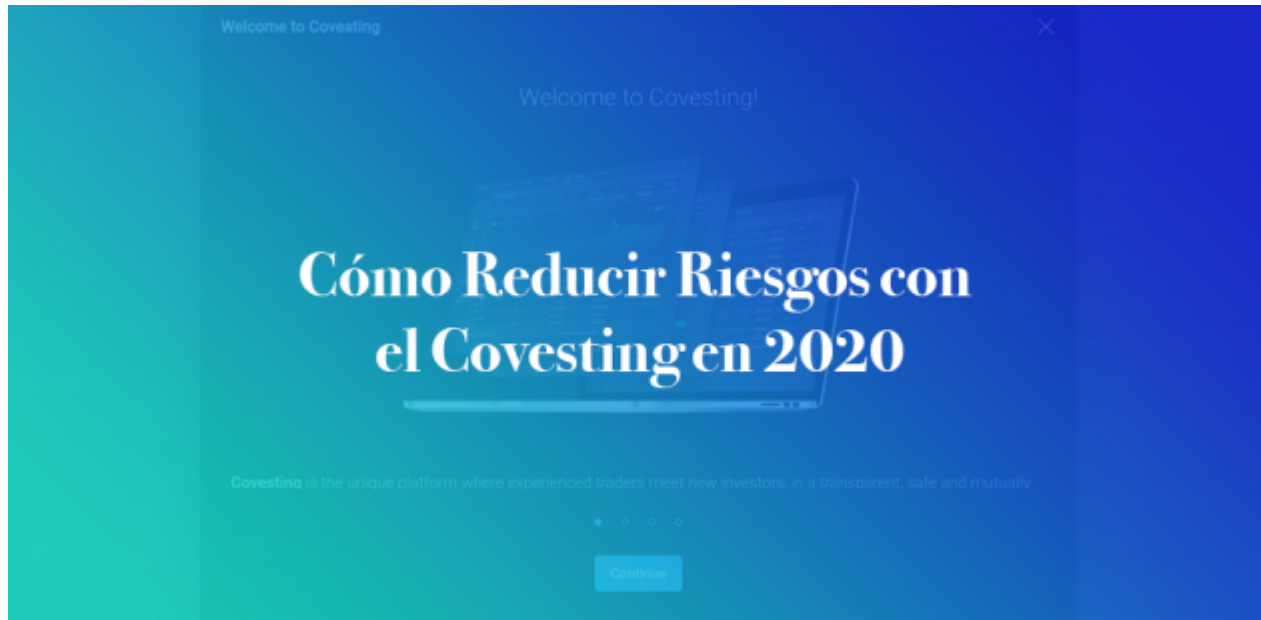 Welcome to Covesting
Welcome to Covesting!
Cómo Reducir Riesgos con
el Covesting en 2020
Covesting is the unique platform where experienced traders meet new investors, in a transparent, safe and mutually
Continue